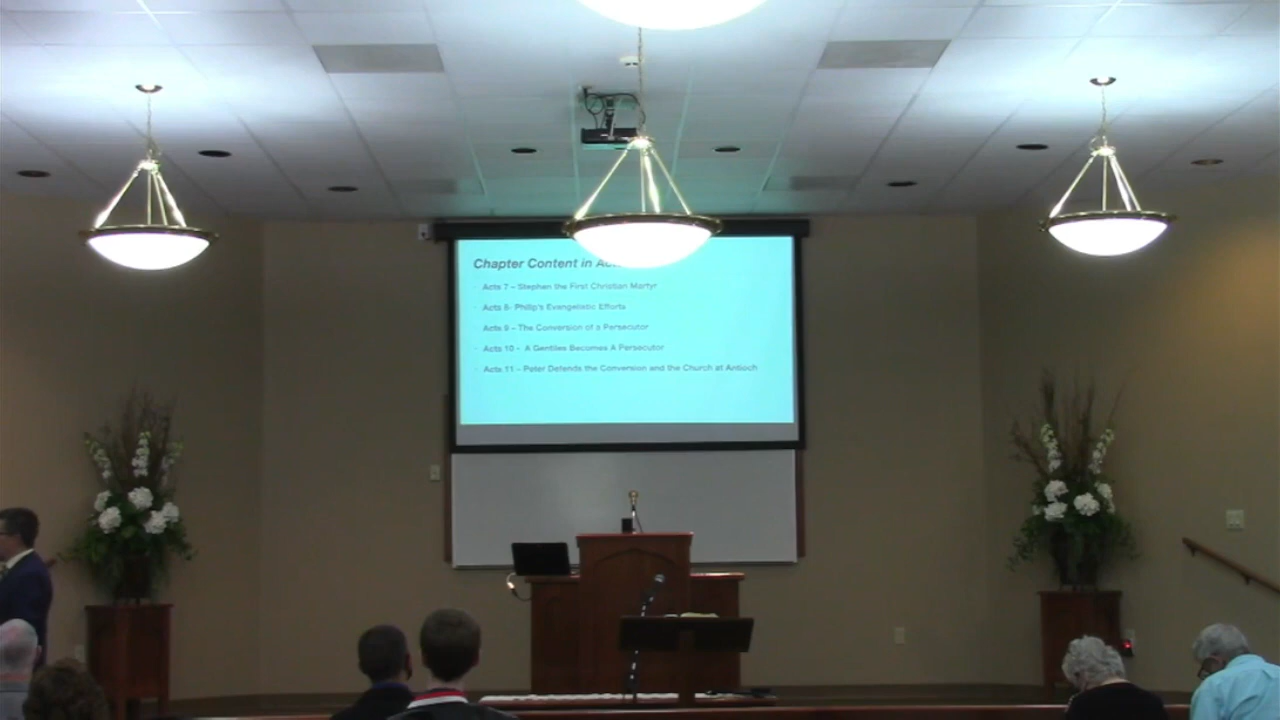 Chapter Content in Ac
Acts 7 – Stephen the First Christian Martyr
Acts 8- Philip's Evangelistic Efforts
Acts 9 – The Conversion of a Persecutor
Acts 10 - A Gentiles Becomes A Persecutor
Acts 11 – Peter Defends the Conversion and the Church at Antioch